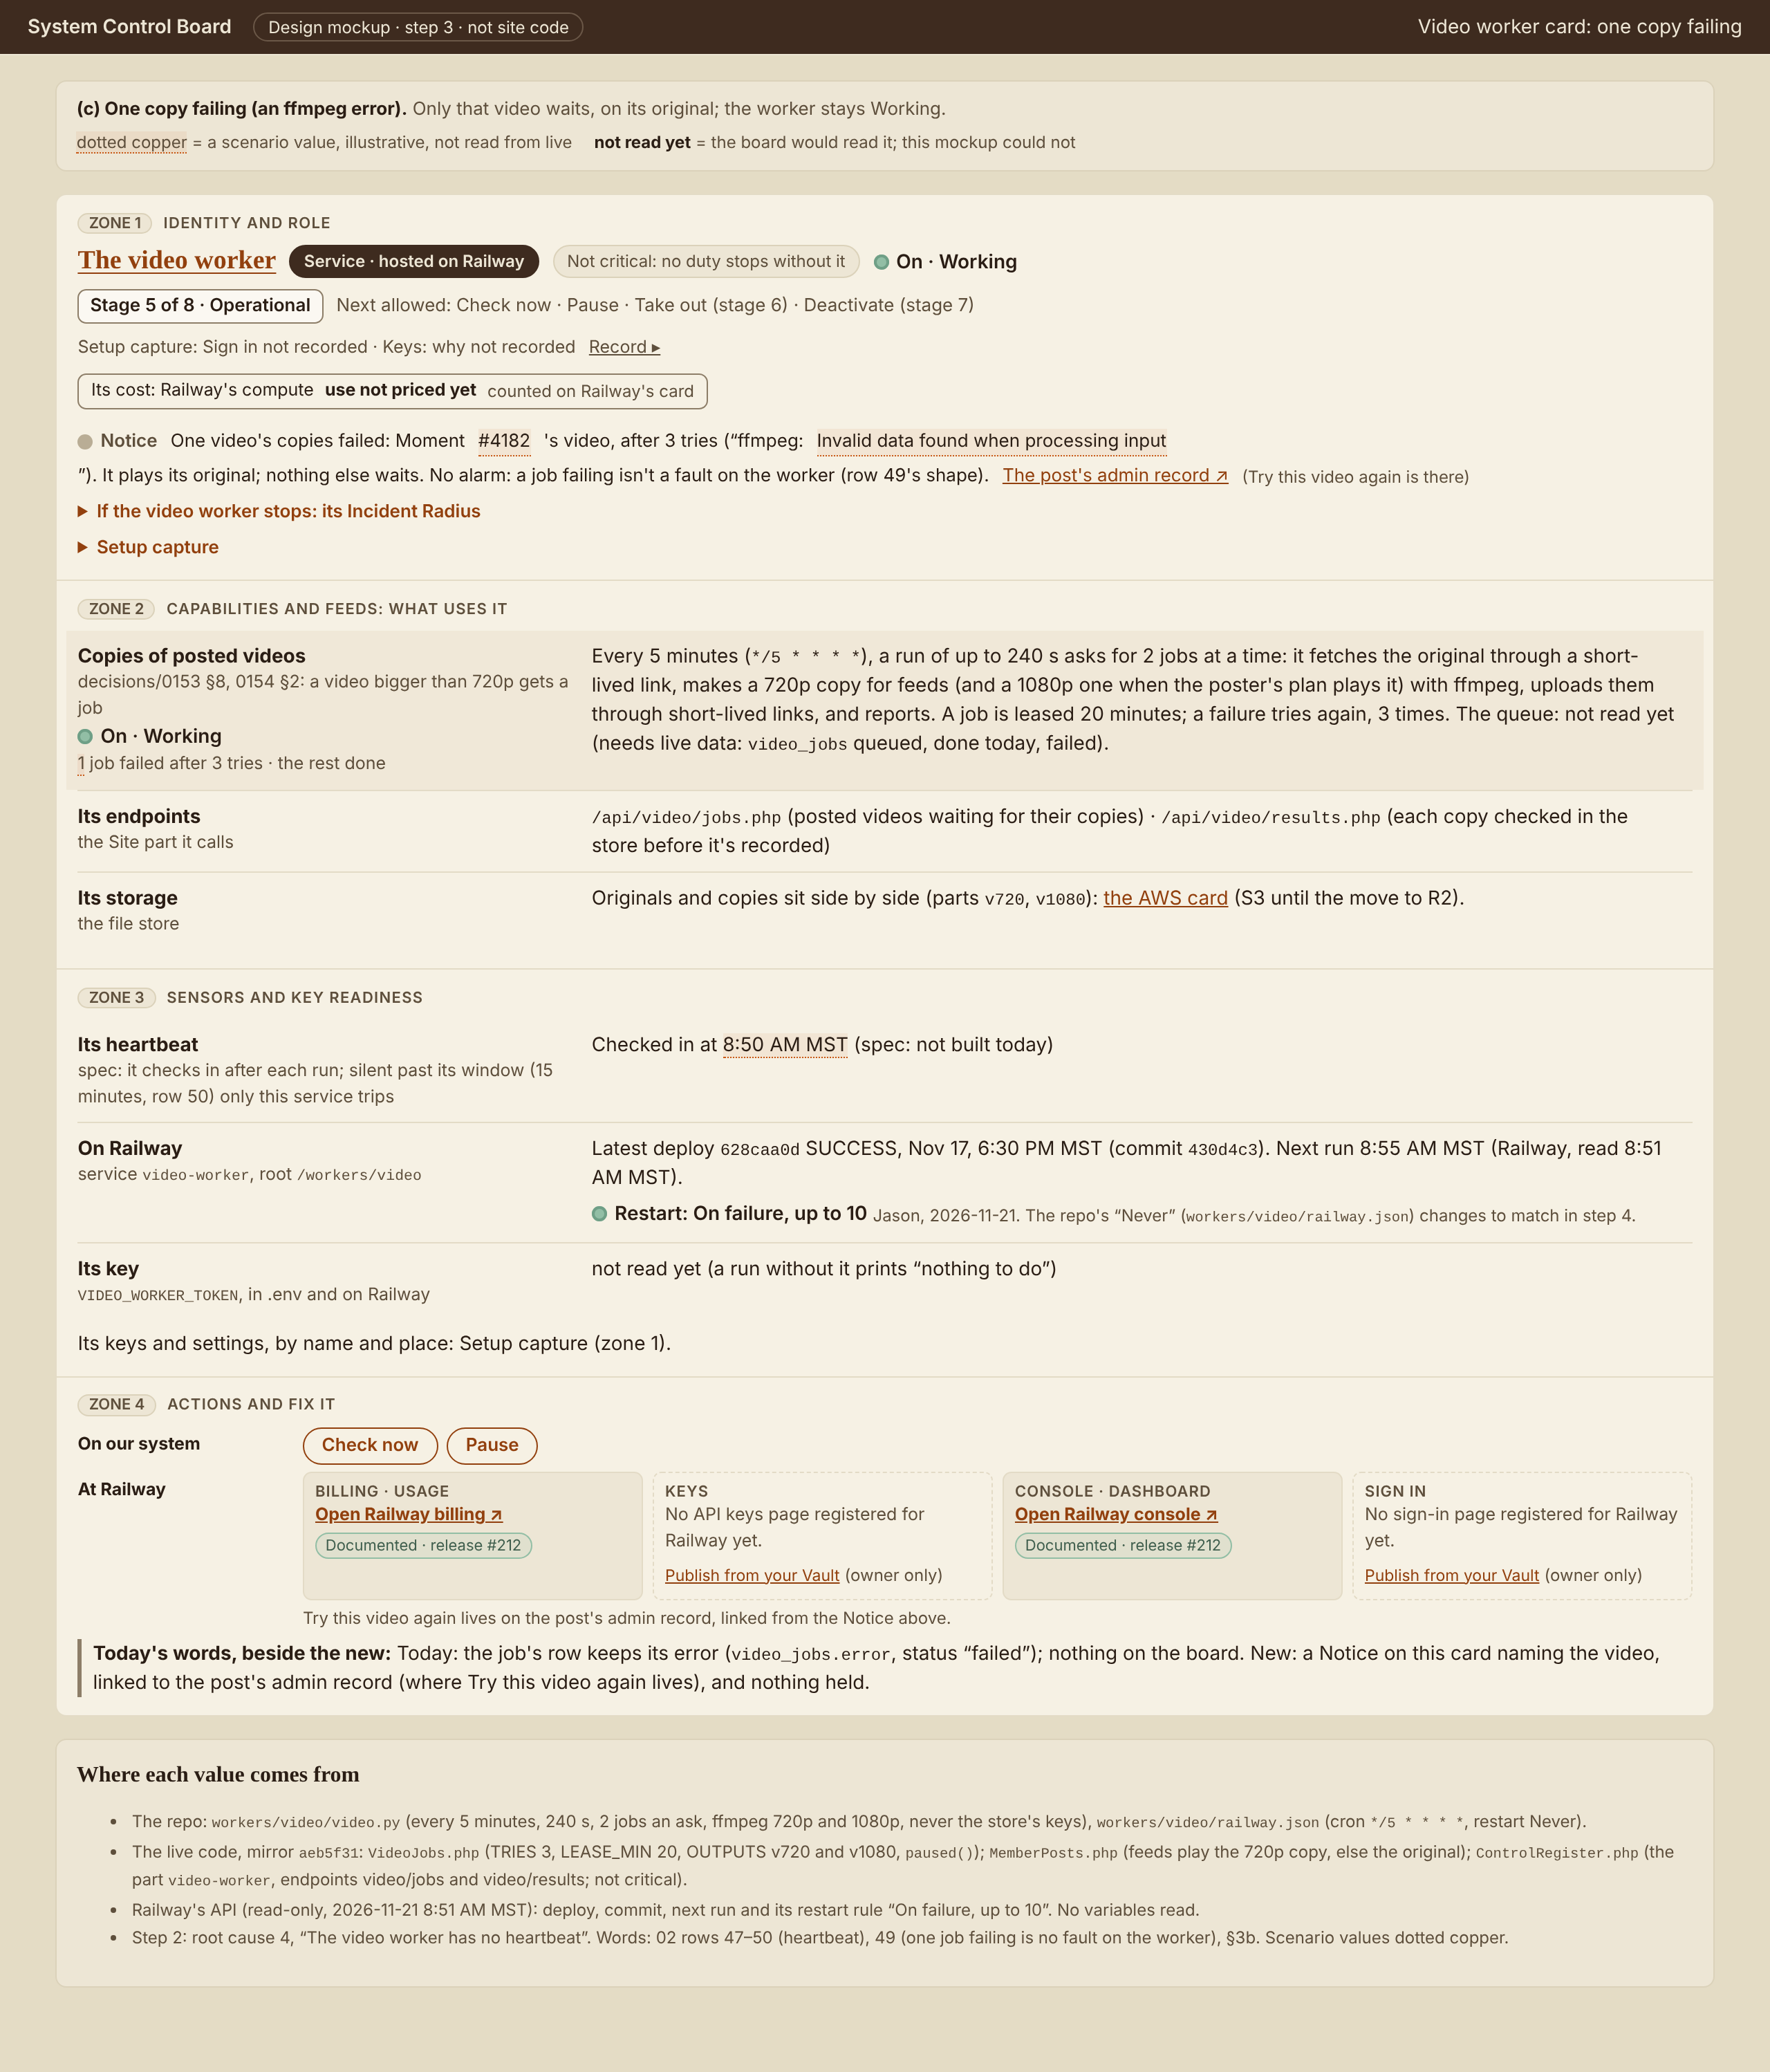 System Control Board
Design mockup · step 3 · not site code
Video worker card: one copy failing
(c) One copy failing (an ffmpeg error). Only that video waits, on its original; the worker stays Working.
dotted copper = a scenario value, illustrative, not read from live not read yet = the board would read it; this mockup could not
ZONE 1 IDENTITY AND ROLE
The video worker Service · hosted on Railway Not critical: no duty stops without it On · Working
Stage 5 of 8 · Operational Next allowed: Check now · Pause · Take out (stage 6) · Deactivate (stage 7)
Setup capture: Sign in not recorded · Keys: why not recorded Record ▸
Its cost: Railway's compute use not priced yet counted on Railway's card
Notice One video's copies failed: Moment #4182 's video, after 3 tries (“ffmpeg: Invalid data found when processing input
”). It plays its original; nothing else waits. No alarm: a job failing isn't a fault on the worker (row 49's shape). The post's admin record ↗ (Try this video again is there)
▶ If the video worker stops: its Incident Radius
▶ Setup capture
ZONE 2 CAPABILITIES AND FEEDS: WHAT USES IT
Copies of posted videos
decisions/0153 §8, 0154 §2: a video bigger than 720p gets a
job
On · Working
1 job failed after 3 tries · the rest done
Every 5 minutes (*/5 * * * *), a run of up to 240 s asks for 2 jobs at a time: it fetches the original through a short-
lived link, makes a 720p copy for feeds (and a 1080p one when the poster's plan plays it) with ffmpeg, uploads them
through short-lived links, and reports. A job is leased 20 minutes; a failure tries again, 3 times. The queue: not read yet
(needs live data: video_jobs queued, done today, failed).
Its endpoints
the Site part it calls
/api/video/jobs.php (posted videos waiting for their copies) · /api/video/results.php (each copy checked in the
store before it's recorded)
Its storage
the file store
Originals and copies sit side by side (parts v720, v1080): the AWS card (S3 until the move to R2).
ZONE 3 SENSORS AND KEY READINESS
Its heartbeat
spec: it checks in after each run; silent past its window (15
minutes, row 50) only this service trips
Checked in at 8:50 AM MST (spec: not built today)
On Railway
service video-worker, root /workers/video
Latest deploy 628caa0d SUCCESS, Nov 17, 6:30 PM MST (commit 430d4c3). Next run 8:55 AM MST (Railway, read 8:51
AM MST).
Restart: On failure, up to 10 Jason, 2026-11-21. The repo's “Never” (workers/video/railway.json) changes to match in step 4.
Its key
VIDEO_WORKER_TOKEN, in .env and on Railway
not read yet (a run without it prints “nothing to do”)
Its keys and settings, by name and place: Setup capture (zone 1).
ZONE 4 ACTIONS AND FIX IT
On our system
Check now
Pause
At Railway
BILLING · USAGE
Open Railway billing ↗
Documented · release #212
KEYS
No API keys page registered for
Railway yet.
Publish from your Vault (owner only)
CONSOLE · DASHBOARD
Open Railway console ↗
Documented · release #212
SIGN IN
No sign-in page registered for Railway
yet.
Publish from your Vault (owner only)
Try this video again lives on the post's admin record, linked from the Notice above.
Today's words, beside the new: Today: the job's row keeps its error (video_jobs.error, status “failed”); nothing on the board. New: a Notice on this card naming the video,
linked to the post's admin record (where Try this video again lives), and nothing held.
Where each value comes from
• The repo: workers/video/video.py (every 5 minutes, 240 s, 2 jobs an ask, ffmpeg 720p and 1080p, never the store's keys), workers/video/railway.json (cron */5 * * * *, restart Never).
• The live code, mirror aeb5f31: VideoJobs.php (TRIES 3, LEASE_MIN 20, OUTPUTS v720 and v1080, paused()); MemberPosts.php (feeds play the 720p copy, else the original); ControlRegister.php (the
part video-worker, endpoints video/jobs and video/results; not critical).
• Railway's API (read-only, 2026-11-21 8:51 AM MST): deploy, commit, next run and its restart rule “On failure, up to 10”. No variables read.
• Step 2: root cause 4, “The video worker has no heartbeat”. Words: 02 rows 47–50 (heartbeat), 49 (one job failing is no fault on the worker), §3b. Scenario values dotted copper.